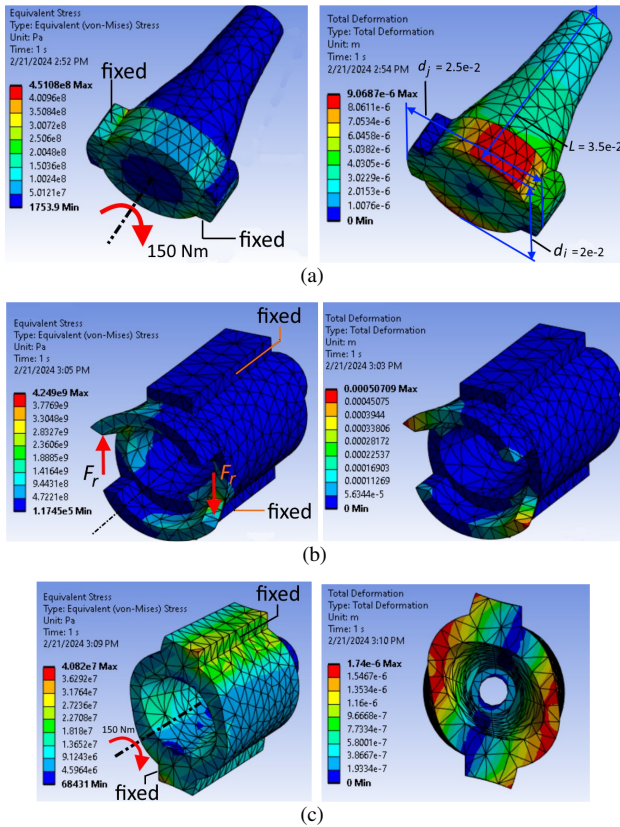 Equivalent Stress
Type: Equivalent (von-Mises) Stress
Unit: Pa
Time: 1 s
2/21/2024 2:52 PM
fixed
4.5108e8 Max
4.0096e8
3.5084e8
3.0072e8
2.506e8
2.0048e8
1.5036e8
1.0024e8
5.0121e7
1753.9 Min
150 Nm
fixed
Total Deformation
Type: Total Deformation
Unit: m
Time: 1 s
2/21/2024 2:54 PM
dj = 2.5e-2
9.0687e-6 Max
8.0611e-6
7.0534e-6
6.0458e-6
5.0382e-6
4.0305e-6
3.0229e-6
2.0153e-6
1.0076e-6
0 Min
L = 3.5e-2
di = 2e-2
(a)
Equivalent Stress
Type: Equivalent (von-Mises) Stress
Unit: Pa
Time: 1 s
2/21/2024 3:05 PM
fixed
4.249e9 Max
3.7769e9
3.3048e9
2.8327e9
2.3606e9
1.8885e9
1.4164e9
9.4431e8
4.7221e8
1.1745e5 Min
Fr
Fr
fixed
Total Deformation
Type: Total Deformation
Unit: m
Time: 1 s
2/21/2024 3:03 PM
0.00050709 Max
0.00045075
0.0003944
0.00033806
0.00028172
0.00022537
0.00016903
0.00011269
5.6344e-5
0 Min
(b)
Equivalent Stress
Type: Equivalent (von-Mises) Stress
Unit: Pa
Time: 1 s
2/21/2024 3:09 PM
fixed
4.082e7 Max
3.6292e7
3.1764e7
2.7236e7
2.2708e7
1.818e7
1.3652e7
9.1243e6
4.5964e6
68431 Min
150 Nm
fixed
Total Deformation
Type: Total Deformation
Unit: m
Time: 1 s
2/21/2024 3:10 PM
1.74e-6 Max
1.5467e-6
1.3534e-6
1.16e-6
9.6668e-7
7.7334e-7
5.8001e-7
3.8667e-7
1.9334e-7
0 Min
(c)